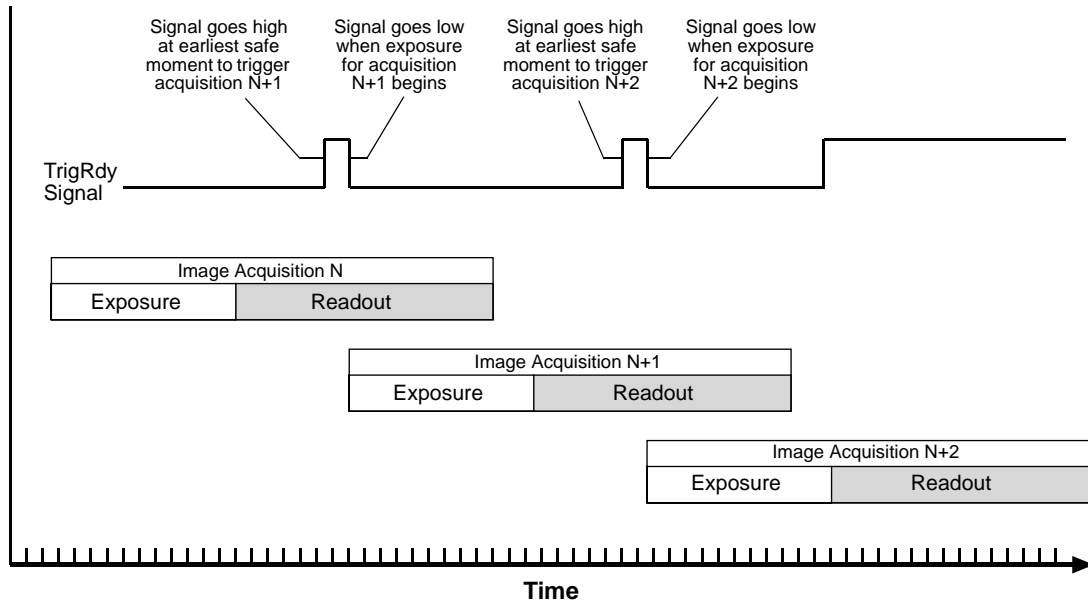 Signal goes high
at earliest safe
moment to trigger
acquisition N+1
Signal goes low
when exposure
for acquisition
N+1 begins
Signal goes high
at earliest safe
moment to trigger
acquisition N+2
Signal goes low
when exposure
for acquisition
N+2 begins
TrigRdy
Signal
Image Acquisition N
Exposure Readout
Image Acquisition N+1
Exposure Readout
Image Acquisition N+2
Exposure Readout
Time